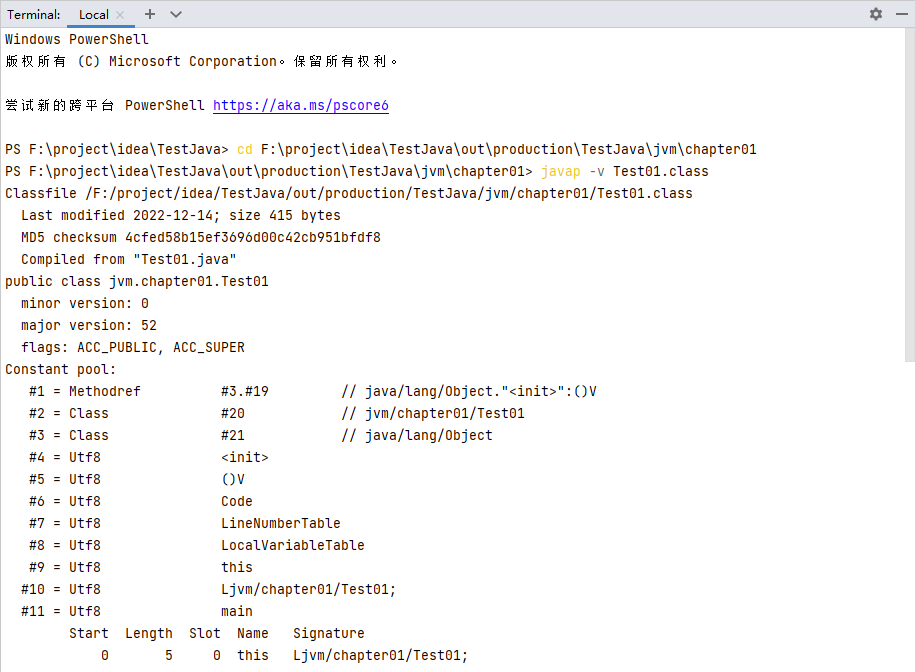 Terminal: Local × +
Windows PowerShell
版权所有 (C) Microsoft Corporation。保留所有权利。
尝试新的跨平台 PowerShell https://aka.ms/pscore6
PS F:\project\idea\TestJava> cd F:\project\idea\TestJava\out\production\TestJava\jvm\chapter01
PS F:\project\idea\TestJava\out\production\TestJava\jvm\chapter01> javap -v Test01.class
Classfile /F:/project/idea/TestJava/out/production/TestJava/jvm/chapter01/Test01.class
  Last modified 2022-12-14; size 415 bytes
  MD5 checksum 4cfed58b15ef3696d00c42cb951bfdf8
  Compiled from "Test01.java"
public class jvm.chapter01.Test01
  minor version: 0
  major version: 52
  flags: ACC_PUBLIC, ACC_SUPER
Constant pool:
   #1 = Methodref          #3.#19         // java/lang/Object."<init>":()V
   #2 = Class              #20            // jvm/chapter01/Test01
   #3 = Class              #21            // java/lang/Object
   #4 = Utf8               <init>
   #5 = Utf8               ()V
   #6 = Utf8               Code
   #7 = Utf8               LineNumberTable
   #8 = Utf8               LocalVariableTable
   #9 = Utf8               this
  #10 = Utf8               Ljvm/chapter01/Test01;
  #11 = Utf8               main
        Start  Length  Slot  Name   Signature
            0       5     0  this   Ljvm/chapter01/Test01;